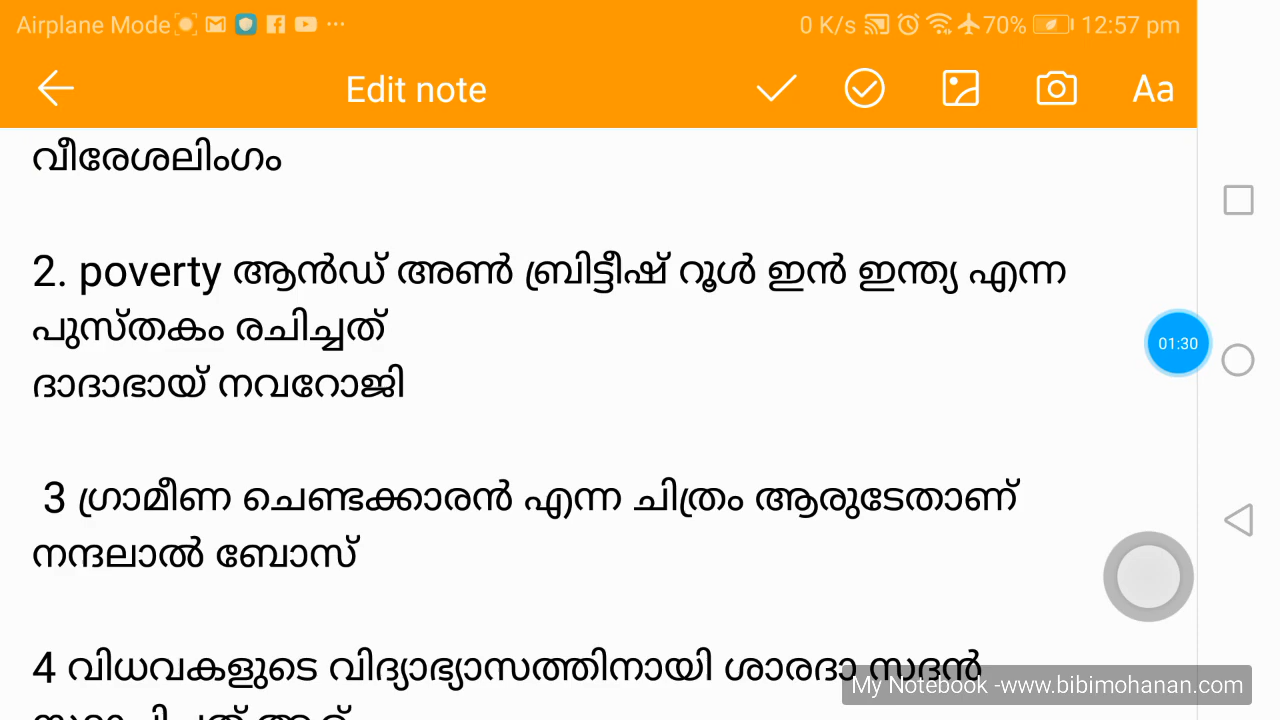 Airplane Mode ... 0 K/s 70% 12:57 pm
Edit note Aa
വീരേശലിംഗം
2. poverty ആൻഡ് അൺ ബ്രിട്ടീഷ് റൂൾ ഇൻ ഇന്ത്യ എന്ന
പുസ്തകം രചിച്ചത്
01:30
ദാദാഭായ് നവറോജി
3 ഗ്രാമീണ ചെണ്ടക്കാരൻ എന്ന ചിത്രം ആരുടേതാണ്
നന്ദലാൽ ബോസ്
4 വിധവകളുടെ വിദ്യാഭ്യാസത്തിനായി ശാരദാ സദൻ
My Notebook -www.bibimohanan.com